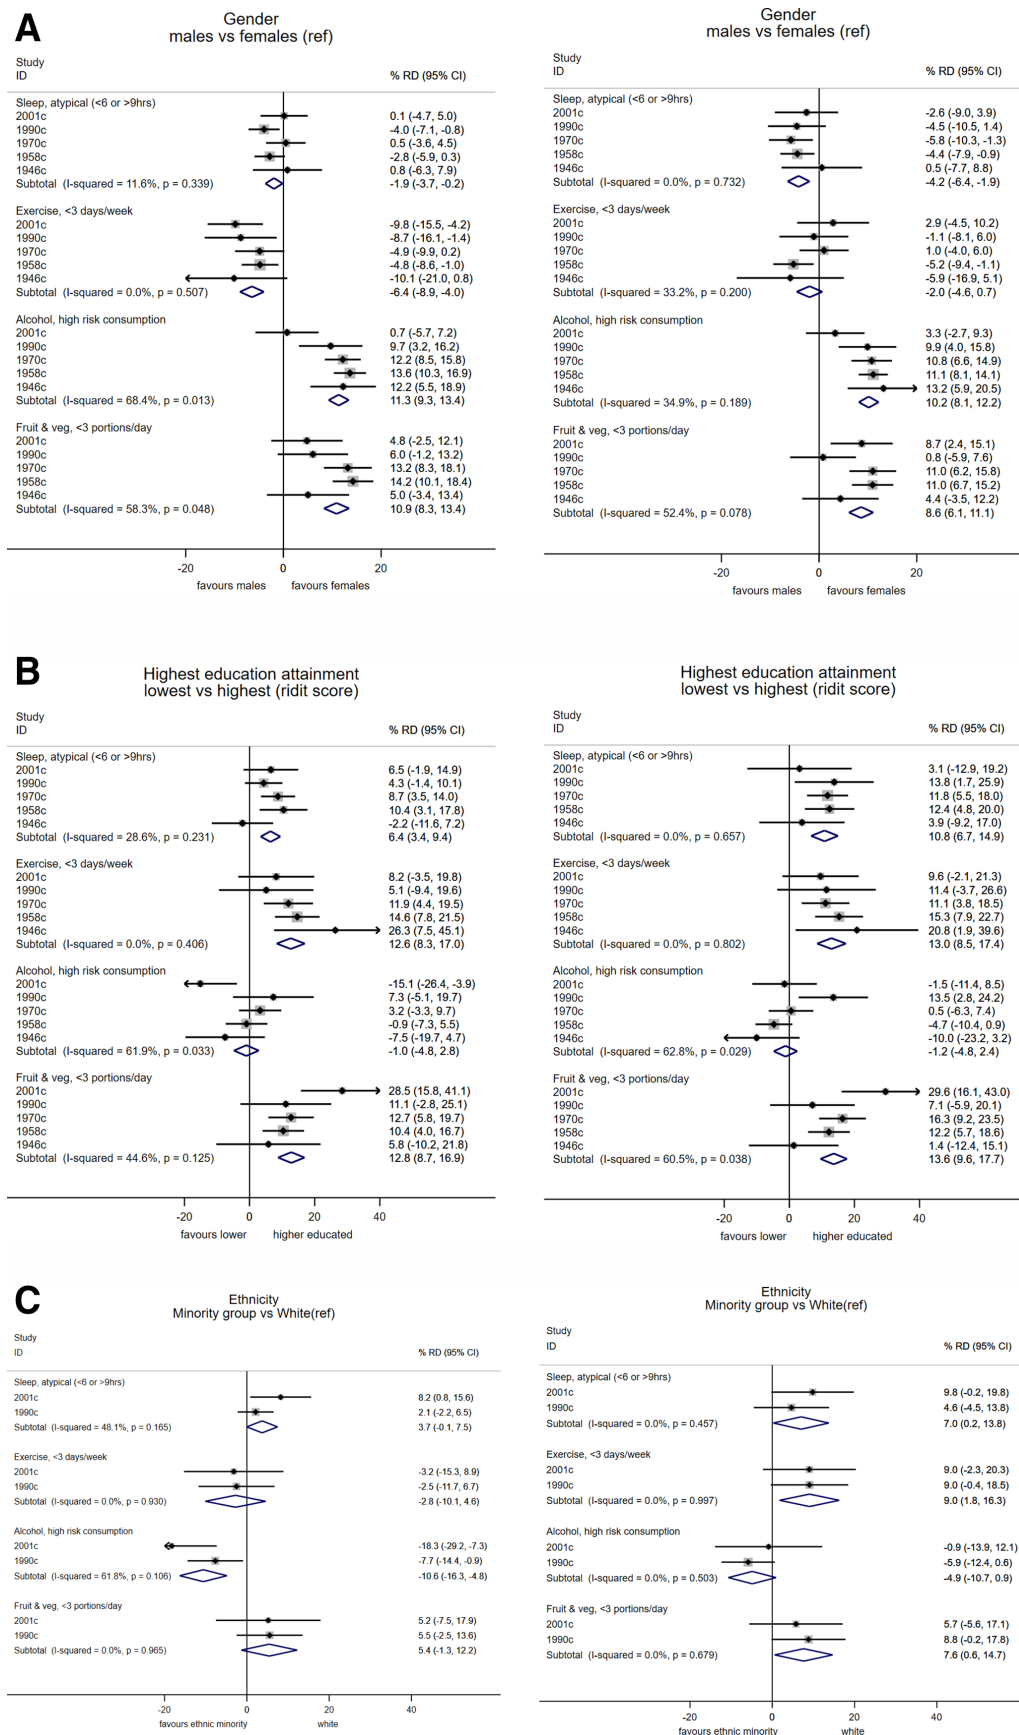 A
Gender
males vs females (ref)
Study
ID
% RD (95% CI)
Sleep, atypical (<6 or >9hrs)
2001c 0.1 (-4.7, 5.0)
1990c -4.0 (-7.1, -0.8)
1970c 0.5 (-3.6, 4.5)
1958c -2.8 (-5.9, 0.3)
1946c 0.8 (-6.3, 7.9)
Subtotal (I-squared = 11.6%, p = 0.339) -1.9 (-3.7, -0.2)
Exercise, <3 days/week
2001c -9.8 (-15.5, -4.2)
1990c -8.7 (-16.1, -1.4)
1970c -4.9 (-9.9, 0.2)
1958c -4.8 (-8.6, -1.0)
1946c -10.1 (-21.0, 0.8)
Subtotal (I-squared = 0.0%, p = 0.507) -6.4 (-8.9, -4.0)
Alcohol, high risk consumption
2001c 0.7 (-5.7, 7.2)
1990c 9.7 (3.2, 16.2)
1970c 12.2 (8.5, 15.8)
1958c 13.6 (10.3, 16.9)
1946c 12.2 (5.5, 18.9)
Subtotal (I-squared = 68.4%, p = 0.013) 11.3 (9.3, 13.4)
Fruit & veg, <3 portions/day
2001c 4.8 (-2.5, 12.1)
1990c 6.0 (-1.2, 13.2)
1970c 13.2 (8.3, 18.1)
1958c 14.2 (10.1, 18.4)
1946c 5.0 (-3.4, 13.4)
Subtotal (I-squared = 58.3%, p = 0.048) 10.9 (8.3, 13.4)
-20 0 20
favours males favours females
Gender
males vs females (ref)
Study
ID
% RD (95% CI)
Sleep, atypical (<6 or >9hrs)
2001c -2.6 (-9.0, 3.9)
1990c -4.5 (-10.5, 1.4)
1970c -5.8 (-10.3, -1.3)
1958c -4.4 (-7.9, -0.9)
1946c 0.5 (-7.7, 8.8)
Subtotal (I-squared = 0.0%, p = 0.732) -4.2 (-6.4, -1.9)
Exercise, <3 days/week
2001c 2.9 (-4.5, 10.2)
1990c -1.1 (-8.1, 6.0)
1970c 1.0 (-4.0, 6.0)
1958c -5.2 (-9.4, -1.1)
1946c -5.9 (-16.9, 5.1)
Subtotal (I-squared = 33.2%, p = 0.200) -2.0 (-4.6, 0.7)
Alcohol, high risk consumption
2001c 3.3 (-2.7, 9.3)
1990c 9.9 (4.0, 15.8)
1970c 10.8 (6.6, 14.9)
1958c 11.1 (8.1, 14.1)
1946c 13.2 (5.9, 20.5)
Subtotal (I-squared = 34.9%, p = 0.189) 10.2 (8.1, 12.2)
Fruit & veg, <3 portions/day
2001c 8.7 (2.4, 15.1)
1990c 0.8 (-5.9, 7.6)
1970c 11.0 (6.2, 15.8)
1958c 11.0 (6.7, 15.2)
1946c 4.4 (-3.5, 12.2)
Subtotal (I-squared = 52.4%, p = 0.078) 8.6 (6.1, 11.1)
-20 0 20
favours males favours females
B
Highest education attainment
lowest vs highest (ridit score)
Study
ID
% RD (95% CI)
Sleep, atypical (<6 or >9hrs)
2001c 6.5 (-1.9, 14.9)
1990c 4.3 (-1.4, 10.1)
1970c 8.7 (3.5, 14.0)
1958c 10.4 (3.1, 17.8)
1946c -2.2 (-11.6, 7.2)
Subtotal (I-squared = 28.6%, p = 0.231) 6.4 (3.4, 9.4)
Exercise, <3 days/week
2001c 8.2 (-3.5, 19.8)
1990c 5.1 (-9.4, 19.6)
1970c 11.9 (4.4, 19.5)
1958c 14.6 (7.8, 21.5)
1946c 26.3 (7.5, 45.1)
Subtotal (I-squared = 0.0%, p = 0.406) 12.6 (8.3, 17.0)
Alcohol, high risk consumption
2001c -15.1 (-26.4, -3.9)
1990c 7.3 (-5.1, 19.7)
1970c 3.2 (-3.3, 9.7)
1958c -0.9 (-7.3, 5.5)
1946c -7.5 (-19.7, 4.7)
Subtotal (I-squared = 61.9%, p = 0.033) -1.0 (-4.8, 2.8)
Fruit & veg, <3 portions/day
2001c 28.5 (15.8, 41.1)
1990c 11.1 (-2.8, 25.1)
1970c 12.7 (5.8, 19.7)
1958c 10.4 (4.0, 16.7)
1946c 5.8 (-10.2, 21.8)
Subtotal (I-squared = 44.6%, p = 0.125) 12.8 (8.7, 16.9)
-20 0 20 40
favours lower higher educated
Highest education attainment
lowest vs highest (ridit score)
Study
ID
% RD (95% CI)
Sleep, atypical (<6 or >9hrs)
2001c 3.1 (-12.9, 19.2)
1990c 13.8 (1.7, 25.9)
1970c 11.8 (5.5, 18.0)
1958c 12.4 (4.8, 20.0)
1946c 3.9 (-9.2, 17.0)
Subtotal (I-squared = 0.0%, p = 0.657) 10.8 (6.7, 14.9)
Exercise, <3 days/week
2001c 9.6 (-2.1, 21.3)
1990c 11.4 (-3.7, 26.6)
1970c 11.1 (3.8, 18.5)
1958c 15.3 (7.9, 22.7)
1946c 20.8 (1.9, 39.6)
Subtotal (I-squared = 0.0%, p = 0.802) 13.0 (8.5, 17.4)
Alcohol, high risk consumption
2001c -1.5 (-11.4, 8.5)
1990c 13.5 (2.8, 24.2)
1970c 0.5 (-6.3, 7.4)
1958c -4.7 (-10.4, 0.9)
1946c -10.0 (-23.2, 3.2)
Subtotal (I-squared = 62.8%, p = 0.029) -1.2 (-4.8, 2.4)
Fruit & veg, <3 portions/day
2001c 29.6 (16.1, 43.0)
1990c 7.1 (-5.9, 20.1)
1970c 16.3 (9.2, 23.5)
1958c 12.2 (5.7, 18.6)
1946c 1.4 (-12.4, 15.1)
Subtotal (I-squared = 60.5%, p = 0.038) 13.6 (9.6, 17.7)
-20 0 20 40
favours lower higher educated
C
Ethnicity
Minority group vs White(ref)
Study
ID
% RD (95% CI)
Sleep, atypical (<6 or >9hrs)
2001c 8.2 (0.8, 15.6)
1990c 2.1 (-2.2, 6.5)
Subtotal (I-squared = 48.1%, p = 0.165) 3.7 (-0.1, 7.5)
Exercise, <3 days/week
2001c -3.2 (-15.3, 8.9)
1990c -2.5 (-11.7, 6.7)
Subtotal (I-squared = 0.0%, p = 0.930) -2.8 (-10.1, 4.6)
Alcohol, high risk consumption
2001c -18.3 (-29.2, -7.3)
1990c -7.7 (-14.4, -0.9)
Subtotal (I-squared = 61.8%, p = 0.106) -10.6 (-16.3, -4.8)
Fruit & veg, <3 portions/day
2001c 5.2 (-7.5, 17.9)
1990c 5.5 (-2.5, 13.6)
Subtotal (I-squared = 0.0%, p = 0.965) 5.4 (-1.3, 12.2)
-20 0 20 40
favours ethnic minority white
Ethnicity
Minority group vs White(ref)
Study
ID
% RD (95% CI)
Sleep, atypical (<6 or >9hrs)
2001c 9.8 (-0.2, 19.8)
1990c 4.6 (-4.5, 13.8)
Subtotal (I-squared = 0.0%, p = 0.457) 7.0 (0.2, 13.8)
Exercise, <3 days/week
2001c 9.0 (-2.3, 20.3)
1990c 9.0 (-0.4, 18.5)
Subtotal (I-squared = 0.0%, p = 0.997) 9.0 (1.8, 16.3)
Alcohol, high risk consumption
2001c -0.9 (-13.9, 12.1)
1990c -5.9 (-12.4, 0.6)
Subtotal (I-squared = 0.0%, p = 0.503) -4.9 (-10.7, 0.9)
Fruit & veg, <3 portions/day
2001c 5.7 (-5.6, 17.1)
1990c 8.8 (-0.2, 17.8)
Subtotal (I-squared = 0.0%, p = 0.679) 7.6 (0.6, 14.7)
-20 0 20 40
favours ethnic minority white